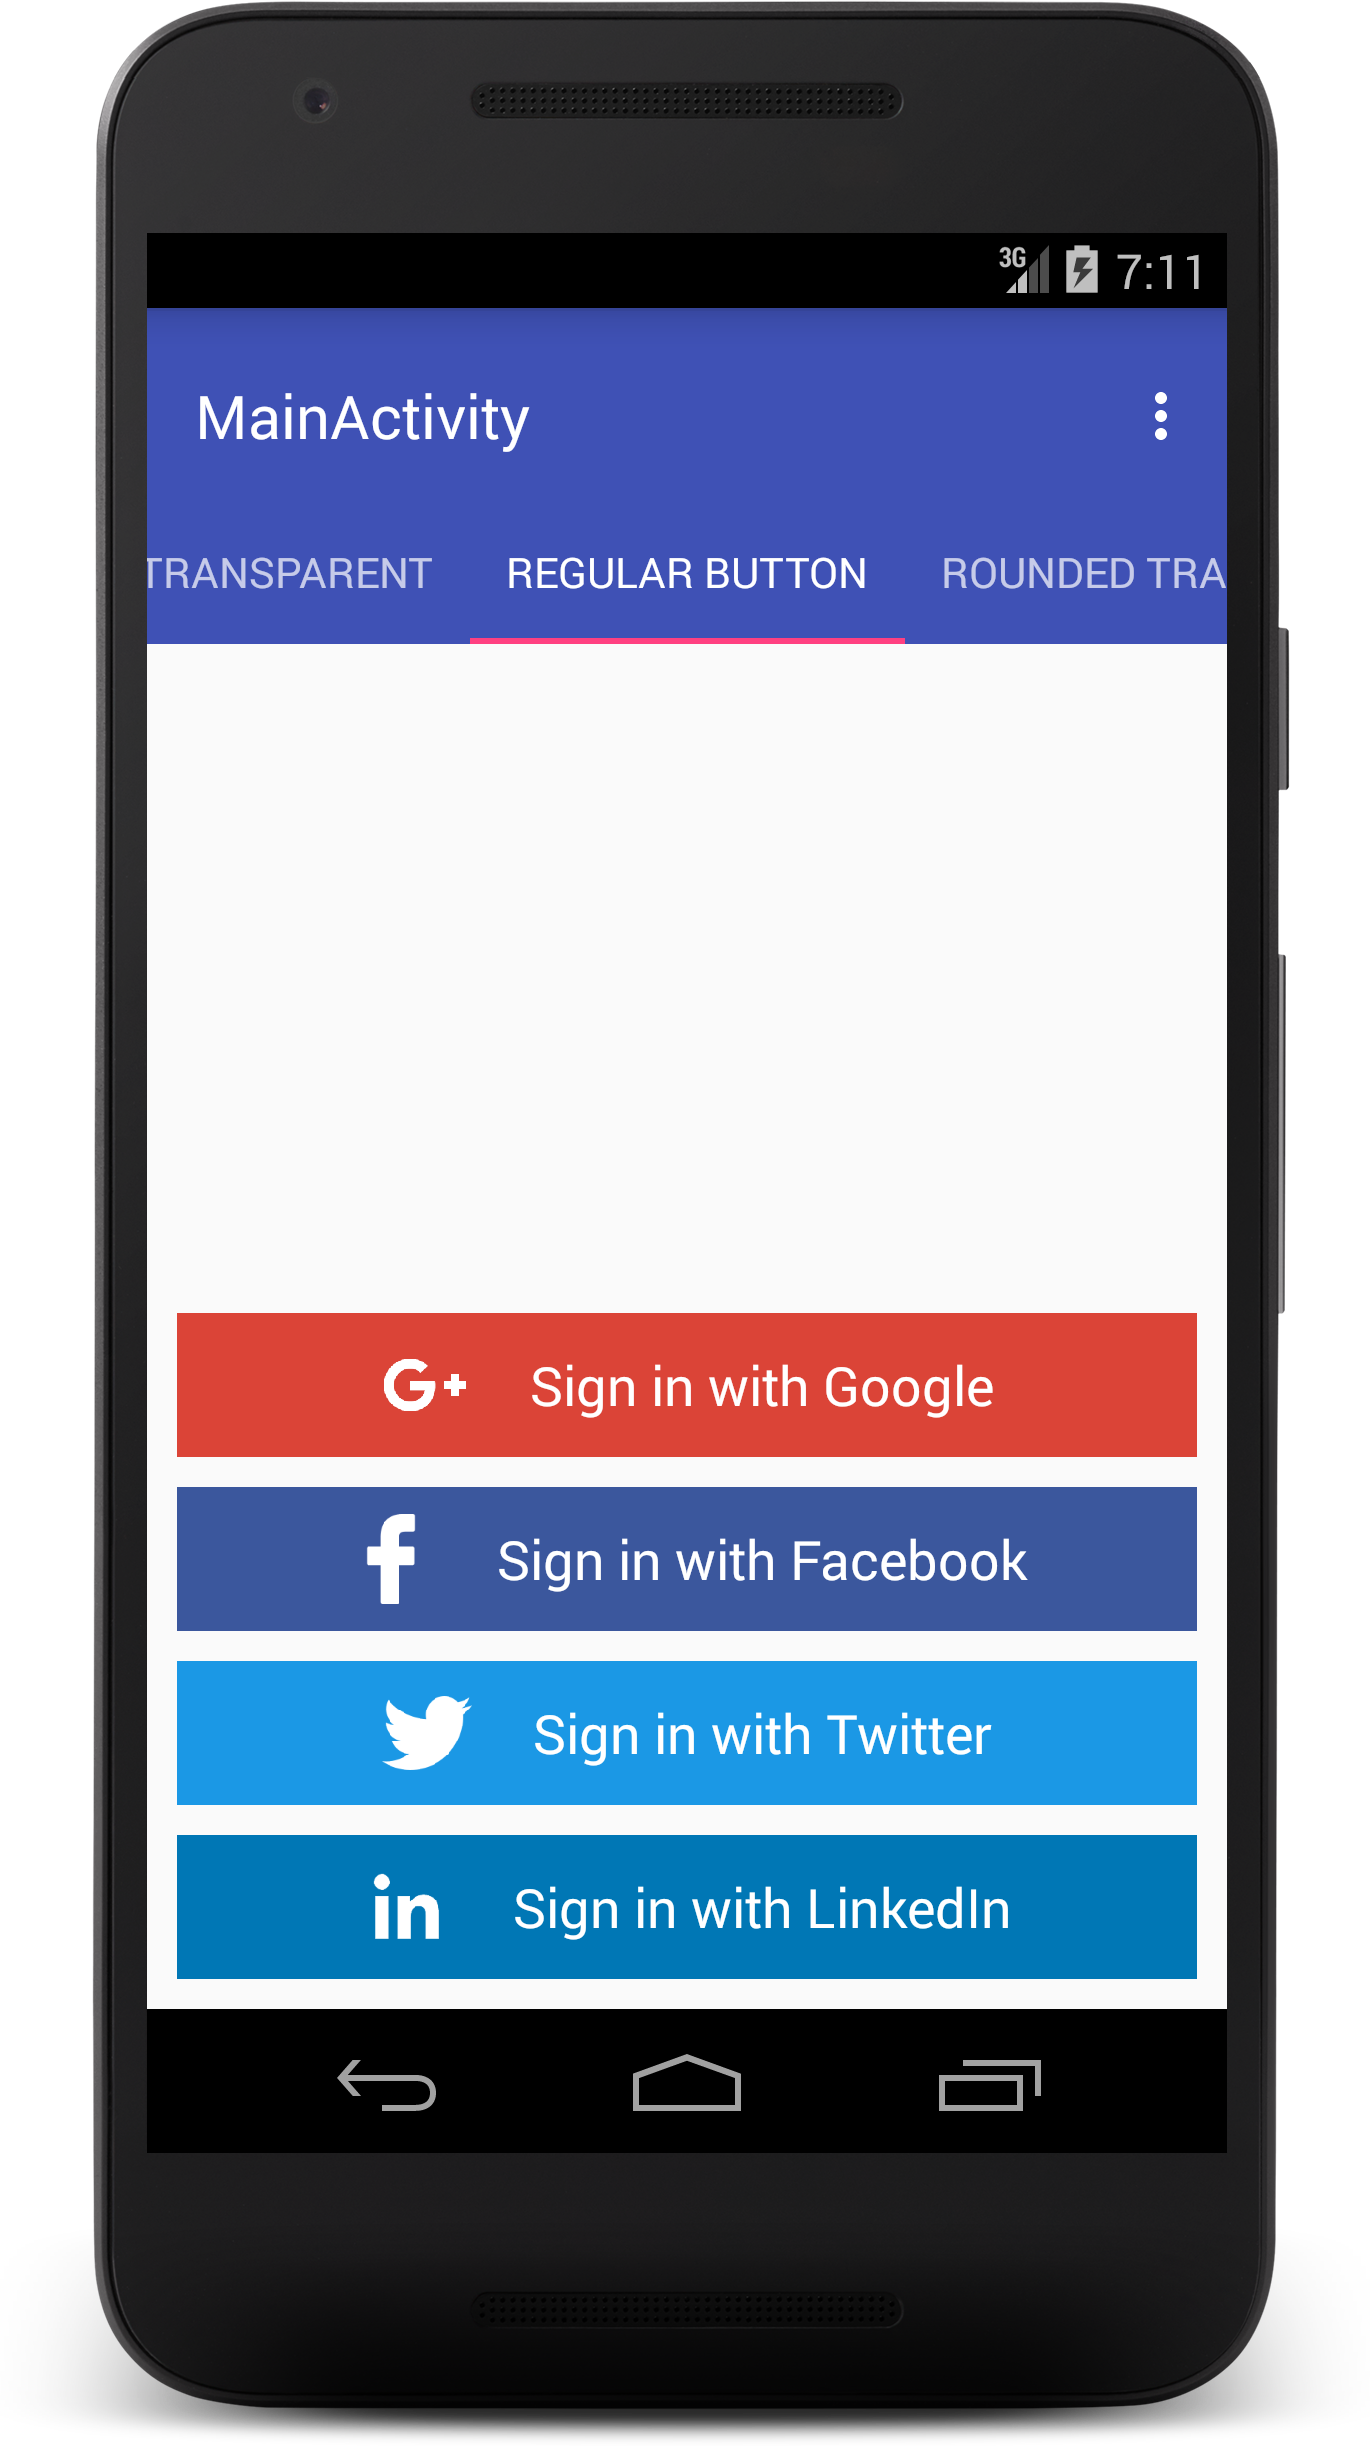 3G 7:11
MainActivity
TRANSPARENT REGULAR BUTTON ROUNDED TRA
G+ Sign in with Google
f Sign in with Facebook
Sign in with Twitter
in Sign in with LinkedIn